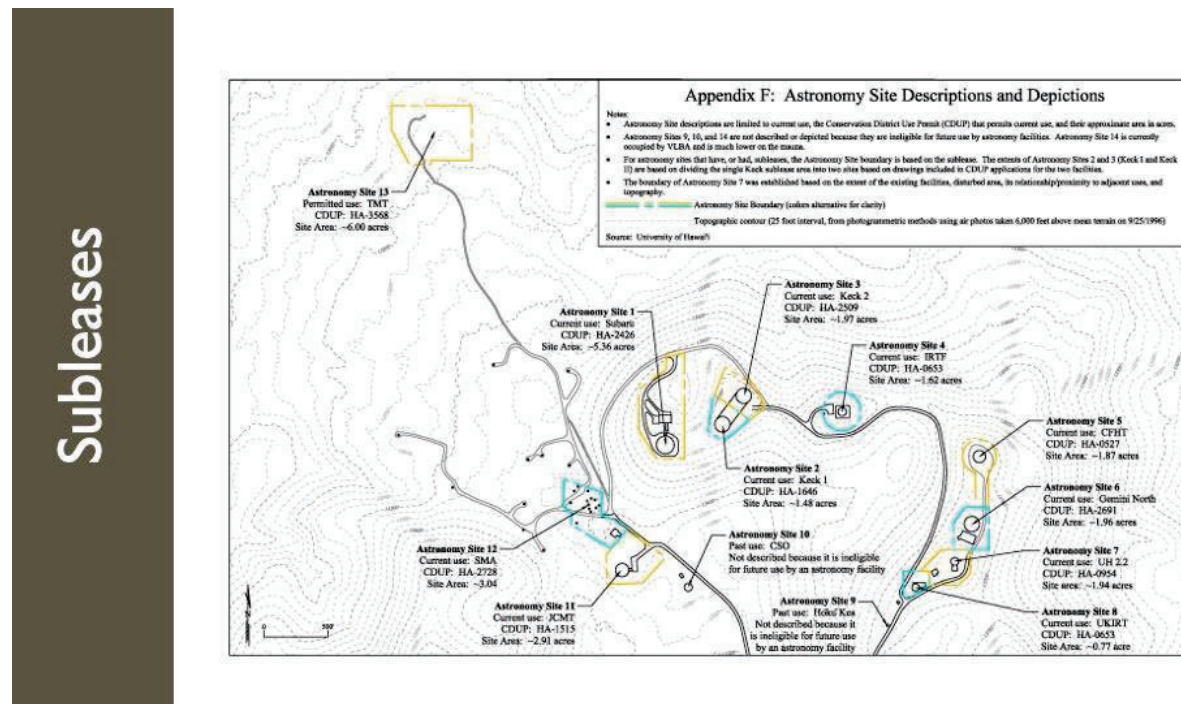 Subleases
Appendix F: Astronomy Site Descriptions and Depictions
Notes:
• Astronomy Site descriptions are limited to current use, the Conservation District Use Permit (CDUP) that permits current use, and their approximate area in acres.
• Astronomy Sites 9, 10, and 14 are not described or depicted because they are ineligible for future use by astronomy facilities. Astronomy Site 14 is currently
occupied by VLBA and is much lower on the mauna.
• For astronomy sites that have, or had, subleases, the Astronomy Site boundary is based on the sublease. The extents of Astronomy Sites 2 and 3 (Keck I and Keck
II) are based on dividing the single Keck sublease area into two sites based on drawings included in CDUP applications for the two facilities.
• The boundary of Astronomy Site 7 was established based on the extent of the existing facilities, disturbed area, its relationship/proximity to adjacent uses, and
topography.
Astronomy Site Boundary (colors alternative for clarity)
Topographic contour (25 foot interval, from photogrammetric methods using air photos taken 6,000 feet above mean terrain on 9/25/1996)
Source: University of Hawai'i
Astronomy Site 13
Permitted use: TMT
CDUP: HA-3568
Site Area: ~6.00 acres
Astronomy Site 1
Current use: Subaru
CDUP: HA-2426
Site Area: ~5.36 acres
Astronomy Site 3
Current use: Keck 2
CDUP: HA-2509
Site Area: ~1.97 acres
Astronomy Site 4
Current use: IRTF
CDUP: HA-0653
Site Area: ~1.62 acres
Astronomy Site 5
Current use: CFHT
CDUP: HA-0527
Site Area: ~1.87 acres
Astronomy Site 2
Current use: Keck 1
CDUP: HA-1646
Site Area: ~1.48 acres
Astronomy Site 6
Current use: Gemini North
CDUP: HA-2691
Site Area: ~1.96 acres
Astronomy Site 10
Past use: CSO
Not described because it is ineligible
for future use by an astronomy facility
Astronomy Site 12
Current use: SMA
CDUP: HA-2728
Site Area: ~3.04
Astronomy Site 7
Current use: UH 2.2
CDUP: HA-0954
Site area: ~1.94 acres
Astronomy Site 11
Current use: JCMT
CDUP: HA-1515
Site Area: ~2.91 acres
Astronomy Site 9
Past use: Hoku Kea
Not described because it
is ineligible for future use
by an astronomy facility
Astronomy Site 8
Current use: UKIRT
CDUP: HA-0653
Site Area: ~0.77 acre
0 500'